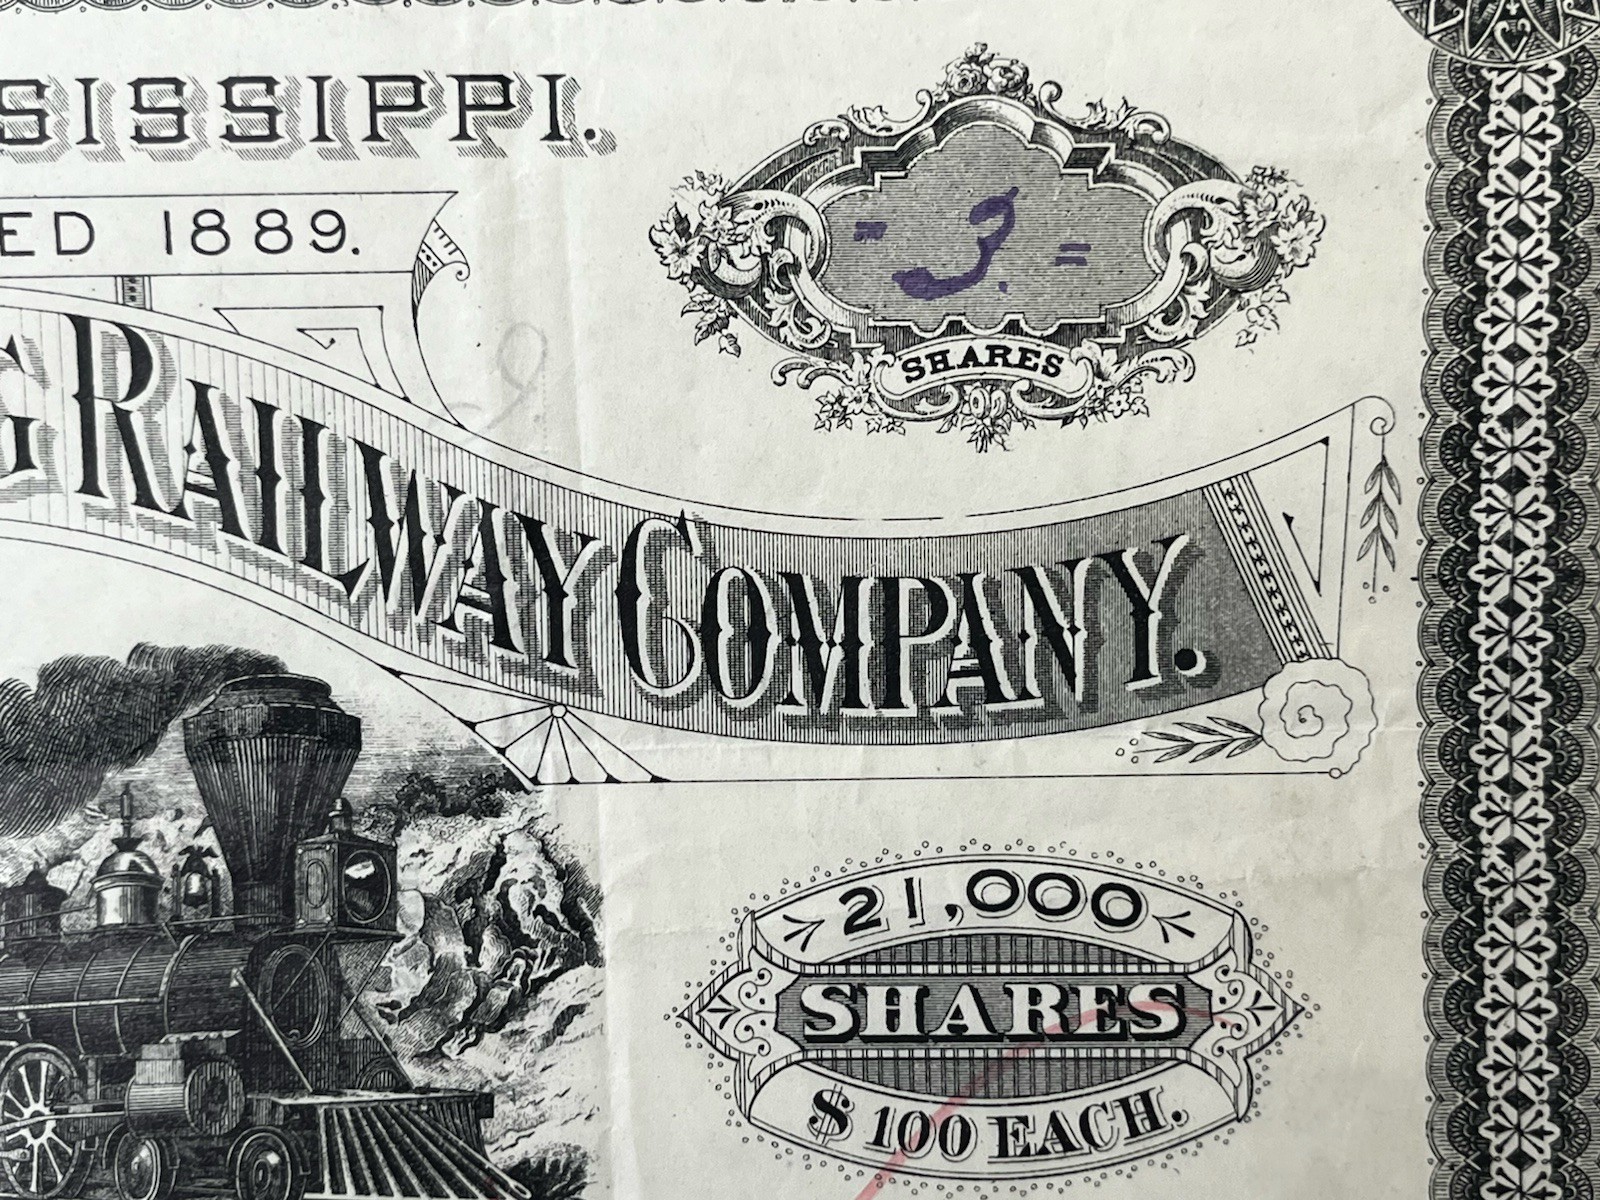 SISSIPPI.
- 3. =
SHARES
ED 1889.
G RAILWAY COMPANY.
21,000
SHARES
$100 EACH.